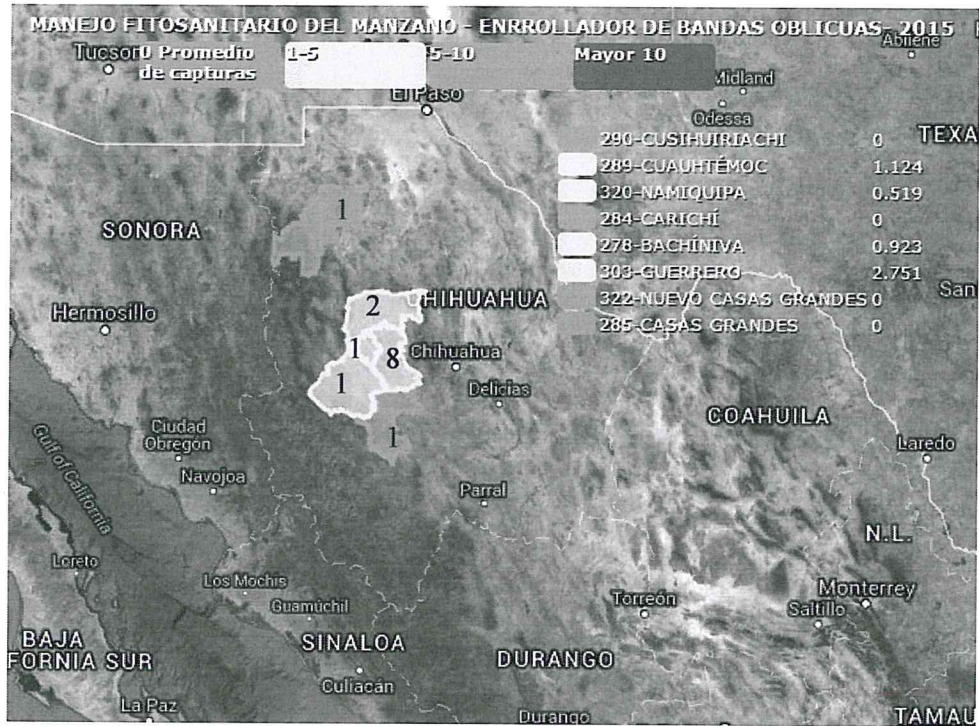 MANEJO FITOSANITARIO DEL MANZANO - ENRROLLADOR DE BANDAS OBLICUAS- 2015
Tucson
0 Promedio de capturas
1-5
5-10
Mayor 10
Abilene
Midland
El Paso
Odessa
TEXA
290-CUSIHUIRIACHI 0
289-CUAUHTÉMOC 1.124
320-NAMIQUIPA 0.519
284-CARICHÍ 0
278-BACHÍNIVA 0.923
303-GUERRERO 2.751
322-NUEVO CASAS GRANDES 0
285-CASAS GRANDES 0
1
SONORA
San
HIHUAHUA
2
Hermosillo
1
8
Chihuahua
1
Delicias
COAHUILA
Ciudad
Obregón
1
Laredo
Gulf of California
Navojoa
Parral
N.L.
Loreto
Los Mochis
Guamúchil
Torreón
Monterrey
Saltillo
BAJA
FORNIA SUR
SINALOA
DURANGO
Culiacán
La Paz
Durango
TAMAU